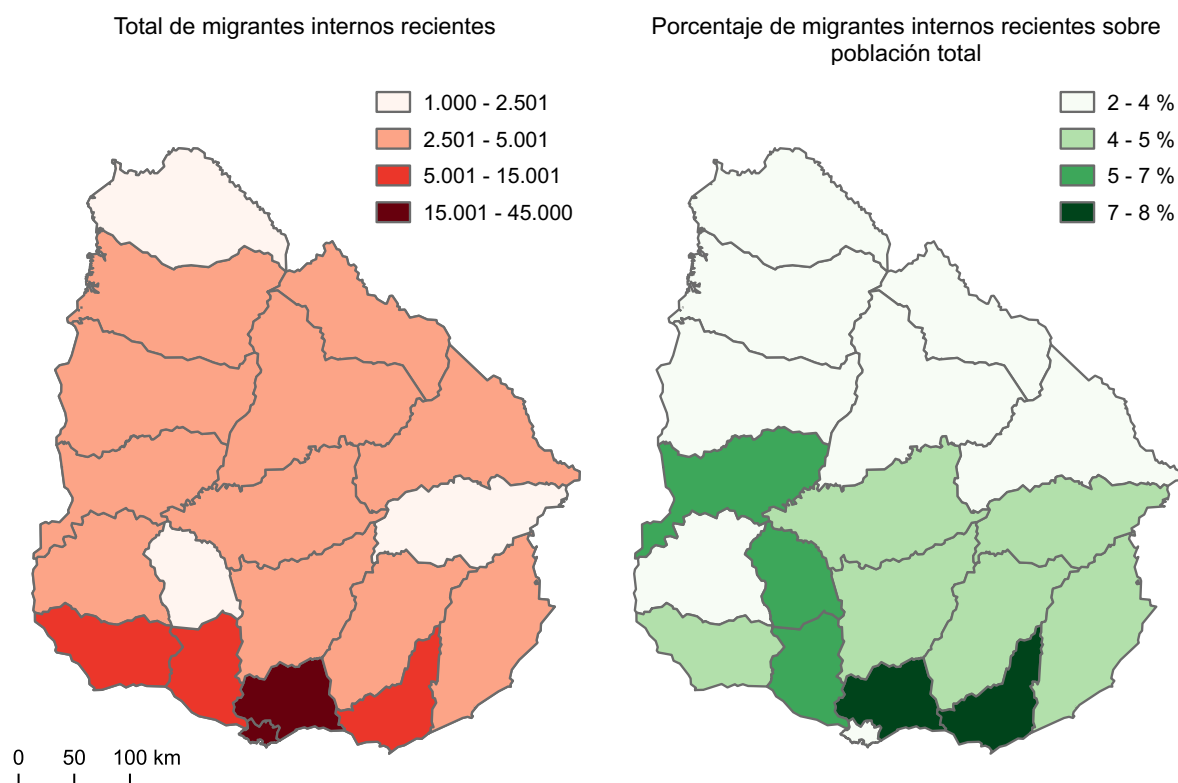 Total de migrantes internos recientes
1.000 - 2.501
2.501 - 5.001
5.001 - 15.001
15.001 - 45.000
0 50 100 km
Porcentaje de migrantes internos recientes sobre
población total
2 - 4 %
4 - 5 %
5 - 7 %
7 - 8 %